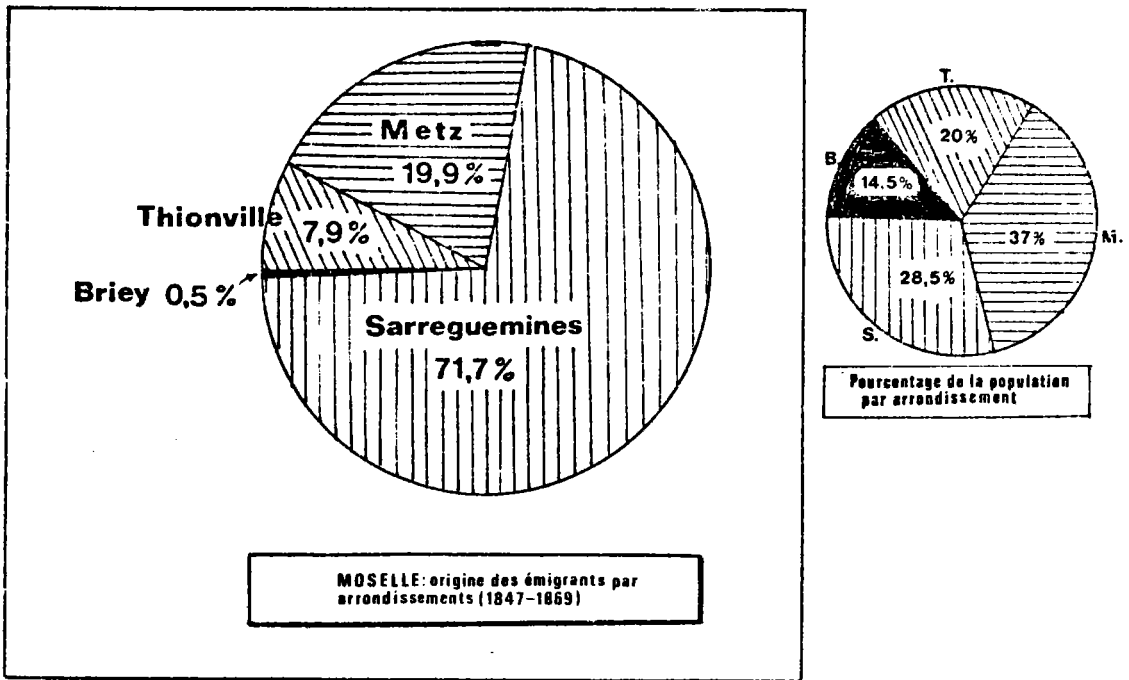 Metz
19,9%
Thionville
7,9%
Briey 0,5%
Sarreguemines
71,7%
MOSELLE: origine des émigrants par
arrondissements (1847-1869)
T.
20%
B.
14.5%
37%
M.
28,5%
S.
Pourcentage de la population
par arrondissement